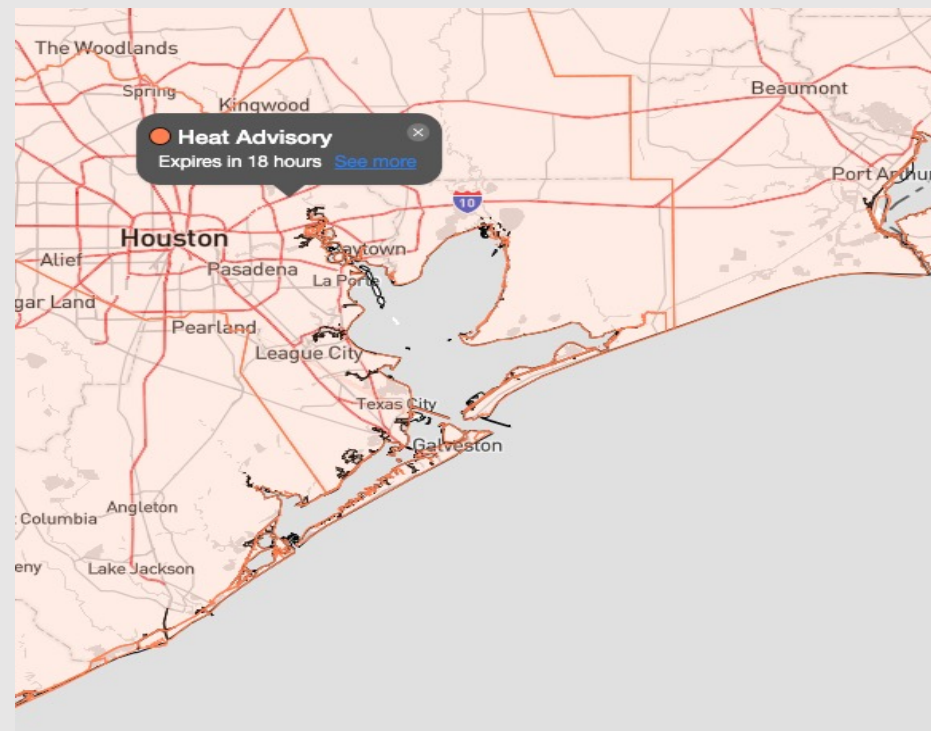 The Woodlands
Spring
Kingwood
Beaumont
Heat Advisory
Expires in 18 hours See more
Port Arthur
10
Houston
Baytown
Alief
Pasadena
La Porte
gar Land
Pearland
League City
Texas City
Galveston
Angleton
Columbia
eny
Lake Jackson